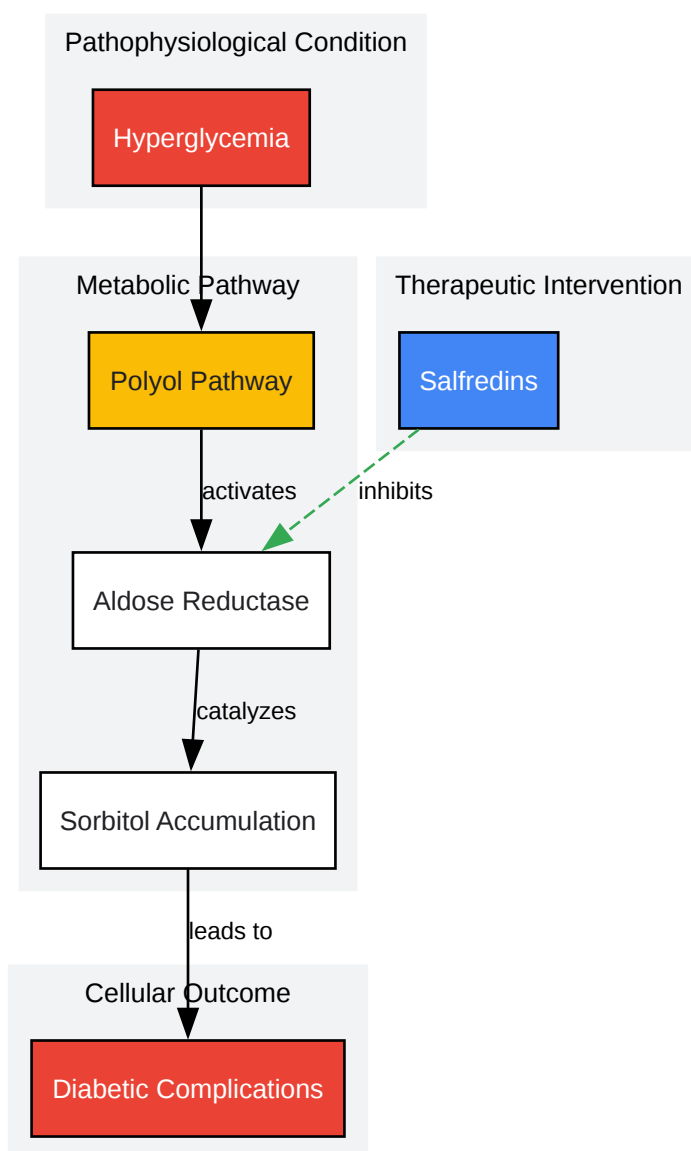 Pathophysiological Condition
Hyperglycemia
Metabolic Pathway
Therapeutic Intervention
Polyol Pathway
Salfredins
activates
inhibits
Aldose Reductase
catalyzes
Sorbitol Accumulation
leads to
Cellular Outcome
Diabetic Complications